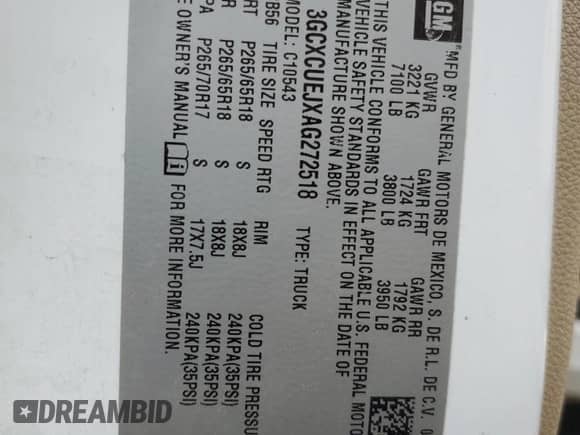 GM
MFD BY GENERAL MOTORS DE MEXICO, S. DE R.L. DE C.V. 0
GVWR GAWR FRT GAWR RR
3221 KG 1724 KG 1792 KG
7100 LB 3800 LB 3950 LB
THIS VEHICLE CONFORMS TO ALL APPLICABLE U.S. FEDERAL MOTO
VEHICLE SAFETY STANDARDS IN EFFECT ON THE DATE OF
MANUFACTURE SHOWN ABOVE.
3GCXCUEJXAG272518 TYPE: TRUCK
MODEL: C10543
B56 TIRE SIZE SPEED RTG RIM COLD TIRE PRESSU
RT P265/65R18 S 18X8J 240KPA(35PSI)
R P265/65R18 S 18X8J 240KPA(35PSI)
PA P265/70R17 S 17X7.5J 240KPA(35PSI)
E OWNER'S MANUAL i FOR MORE INFORMATION.
DREAMBID